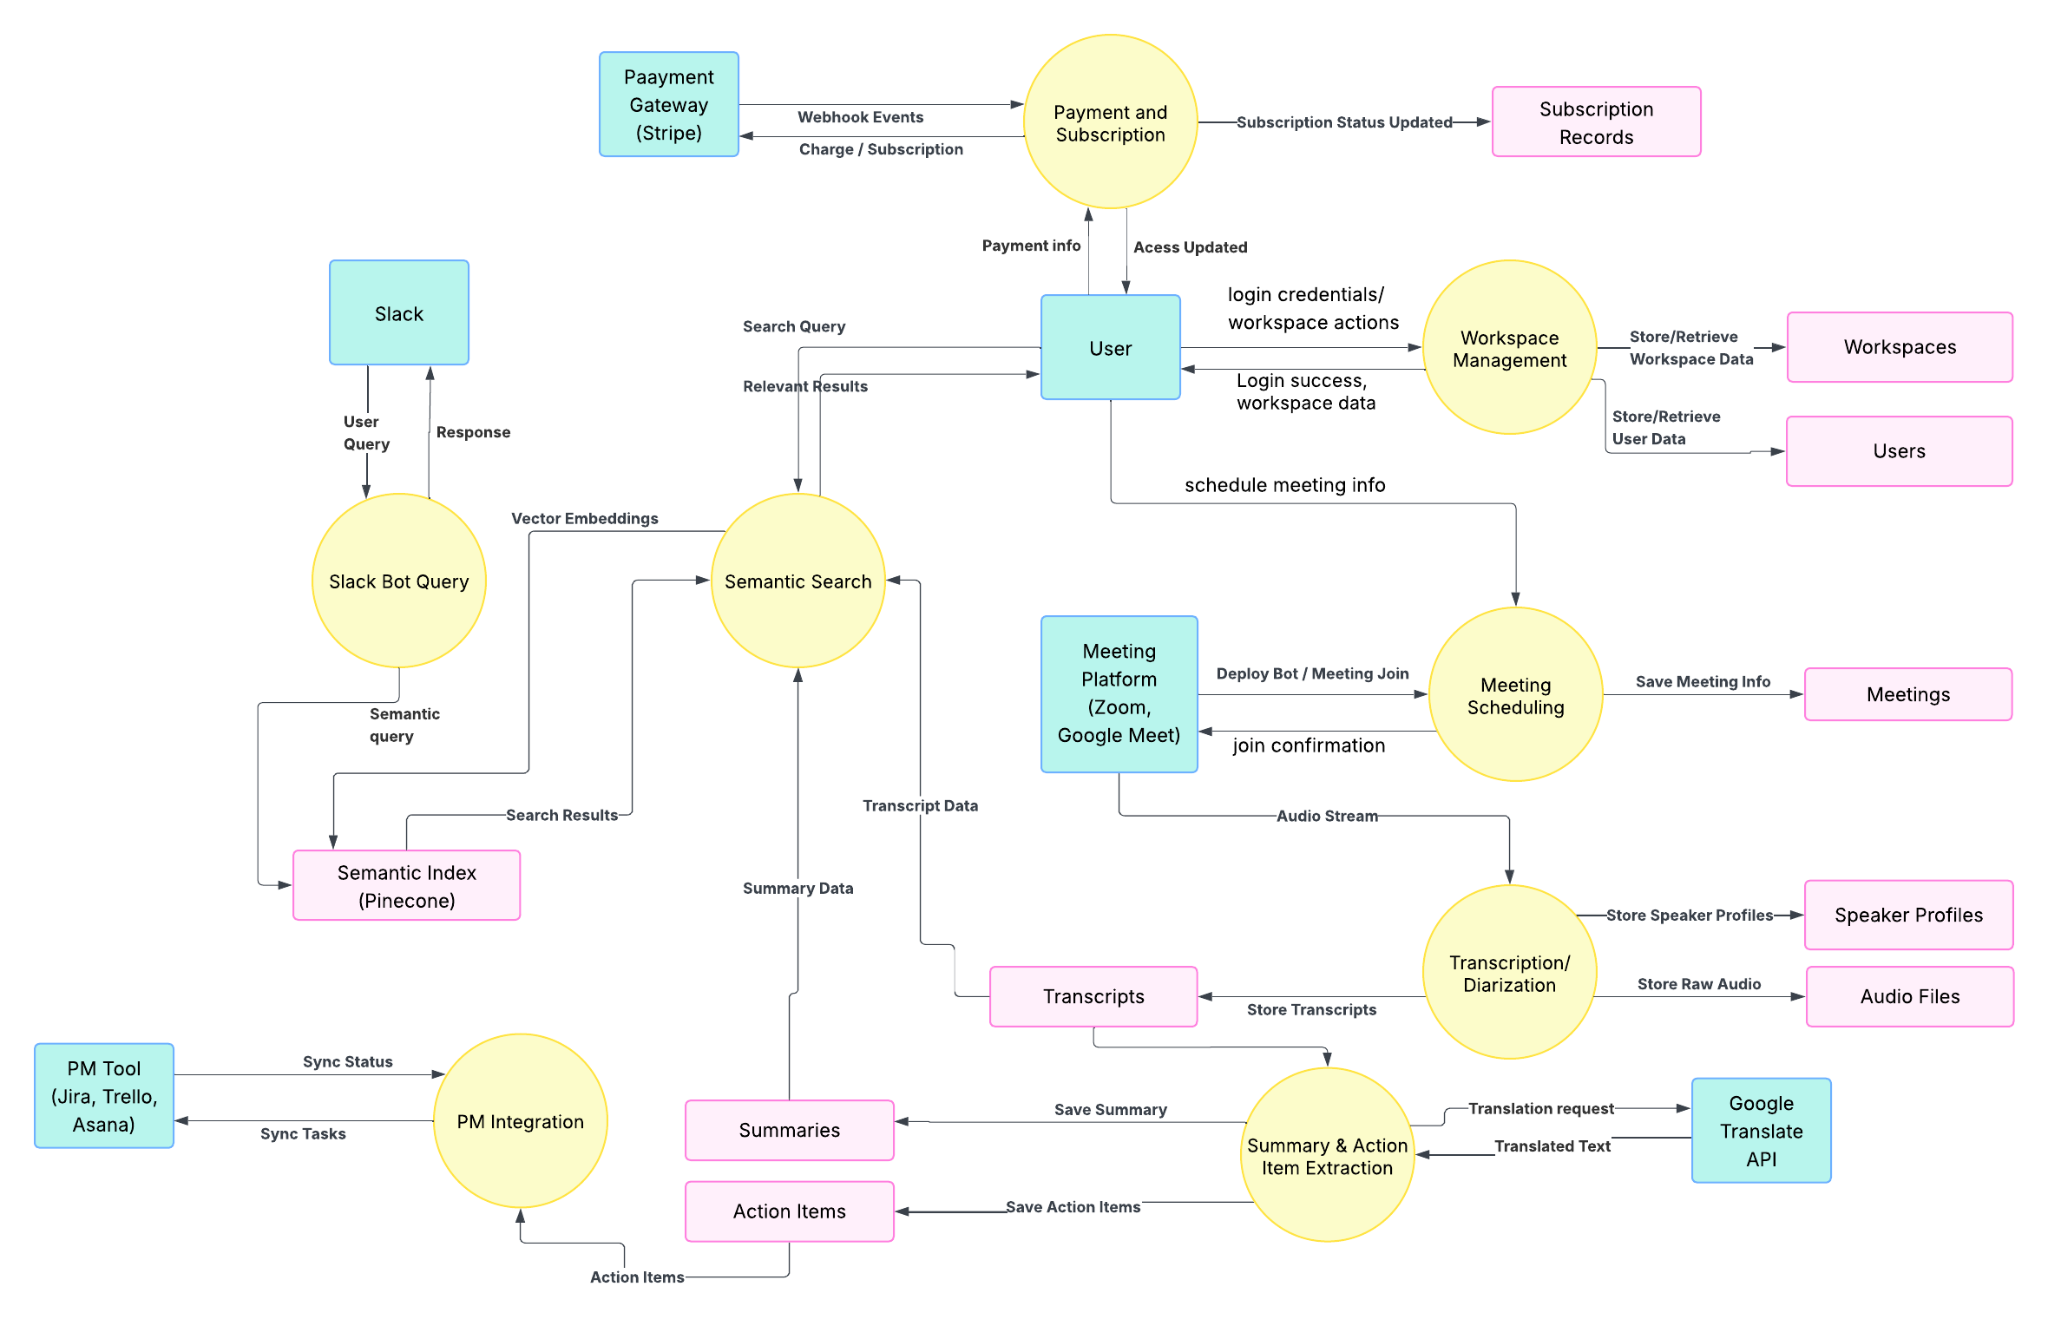 Paayment
Gateway
(Stripe)
Webhook Events
Charge / Subscription
Payment and
Subscription
Subscription Status Updated
Subscription
Records
Payment info
Acess Updated
Slack
User
Query
Response
Search Query
Relevant Results
User
login credentials/
workspace actions
Login success,
workspace data
Workspace
Management
Store/Retrieve
Workspace Data
Workspaces
Store/Retrieve
User Data
Users
schedule meeting info
Vector Embeddings
Slack Bot Query
Semantic Search
Semantic
query
Meeting
Platform
(Zoom,
Google Meet)
Deploy Bot / Meeting Join
join confirmation
Meeting
Scheduling
Save Meeting Info
Meetings
Search Results
Transcript Data
Audio Stream
Semantic Index
(Pinecone)
Summary Data
Transcription/
Diarization
Store Speaker Profiles
Speaker Profiles
Store Raw Audio
Audio Files
Transcripts
Store Transcripts
PM Tool
(Jira, Trello,
Asana)
Sync Status
Sync Tasks
PM Integration
Summaries
Save Summary
Summary & Action
Item Extraction
Translation request
Translated Text
Google
Translate
API
Action Items
Save Action Items
Action Items